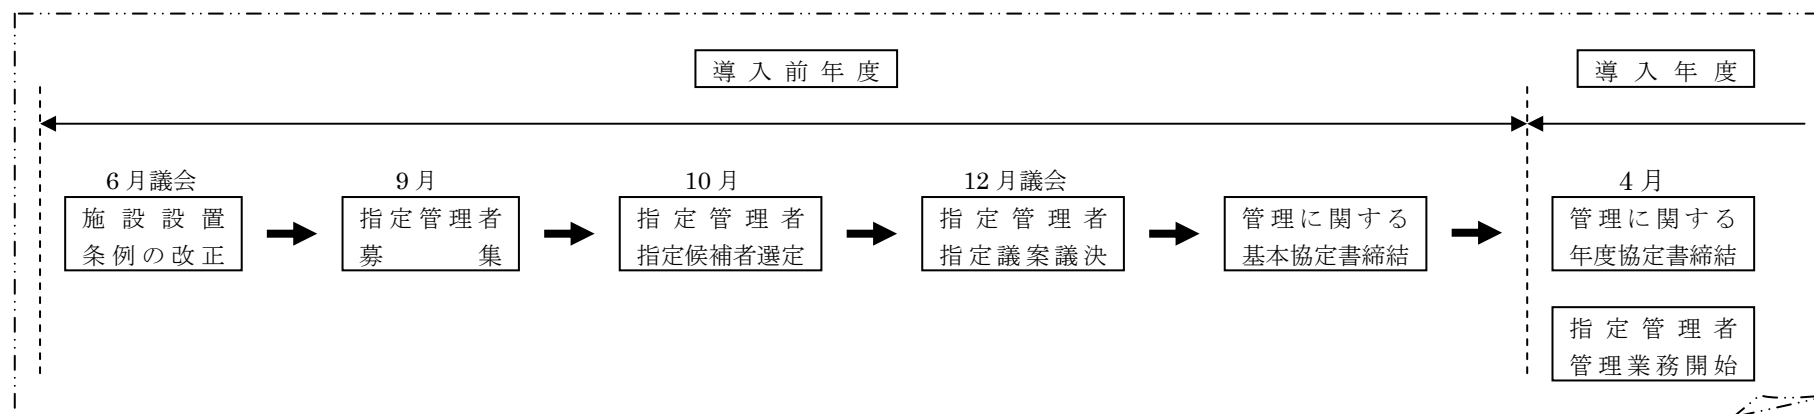 導入前年度
導入年度
6月議会
施設設置
条例の改正
9月
指定管理者
募集
10月
指定管理者
指定候補者選定
12月議会
指定管理者
指定議案議決
管理に関する
基本協定書締結
4月
管理に関する
年度協定書締結
指定管理者
管理業務開始